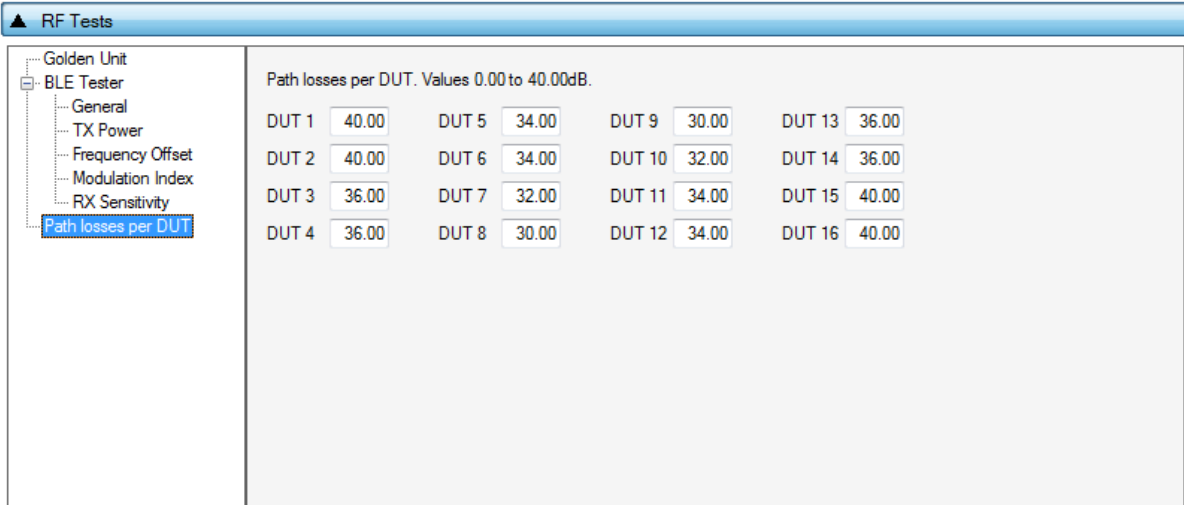 RF Tests
Golden Unit
BLE Tester
General
TX Power
Frequency Offset
Modulation Index
RX Sensitivity
Path losses per DUT
Path losses per DUT. Values 0.00 to 40.00dB.
DUT 1 40.00 DUT 5 34.00 DUT 9 30.00 DUT 13 36.00
DUT 2 40.00 DUT 6 34.00 DUT 10 32.00 DUT 14 36.00
DUT 3 36.00 DUT 7 32.00 DUT 11 34.00 DUT 15 40.00
DUT 4 36.00 DUT 8 30.00 DUT 12 34.00 DUT 16 40.00